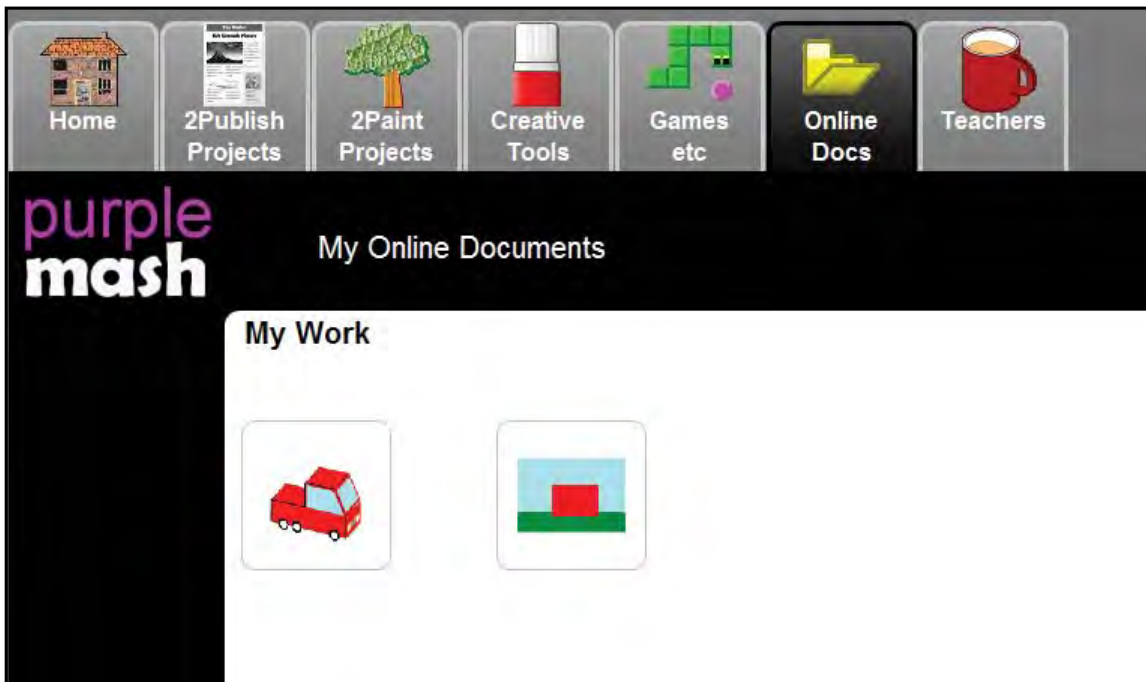 Home
2Publish
Projects
2Paint
Projects
Creative
Tools
Games
etc
Online
Docs
Teachers
purple
mash
My Online Documents
My Work